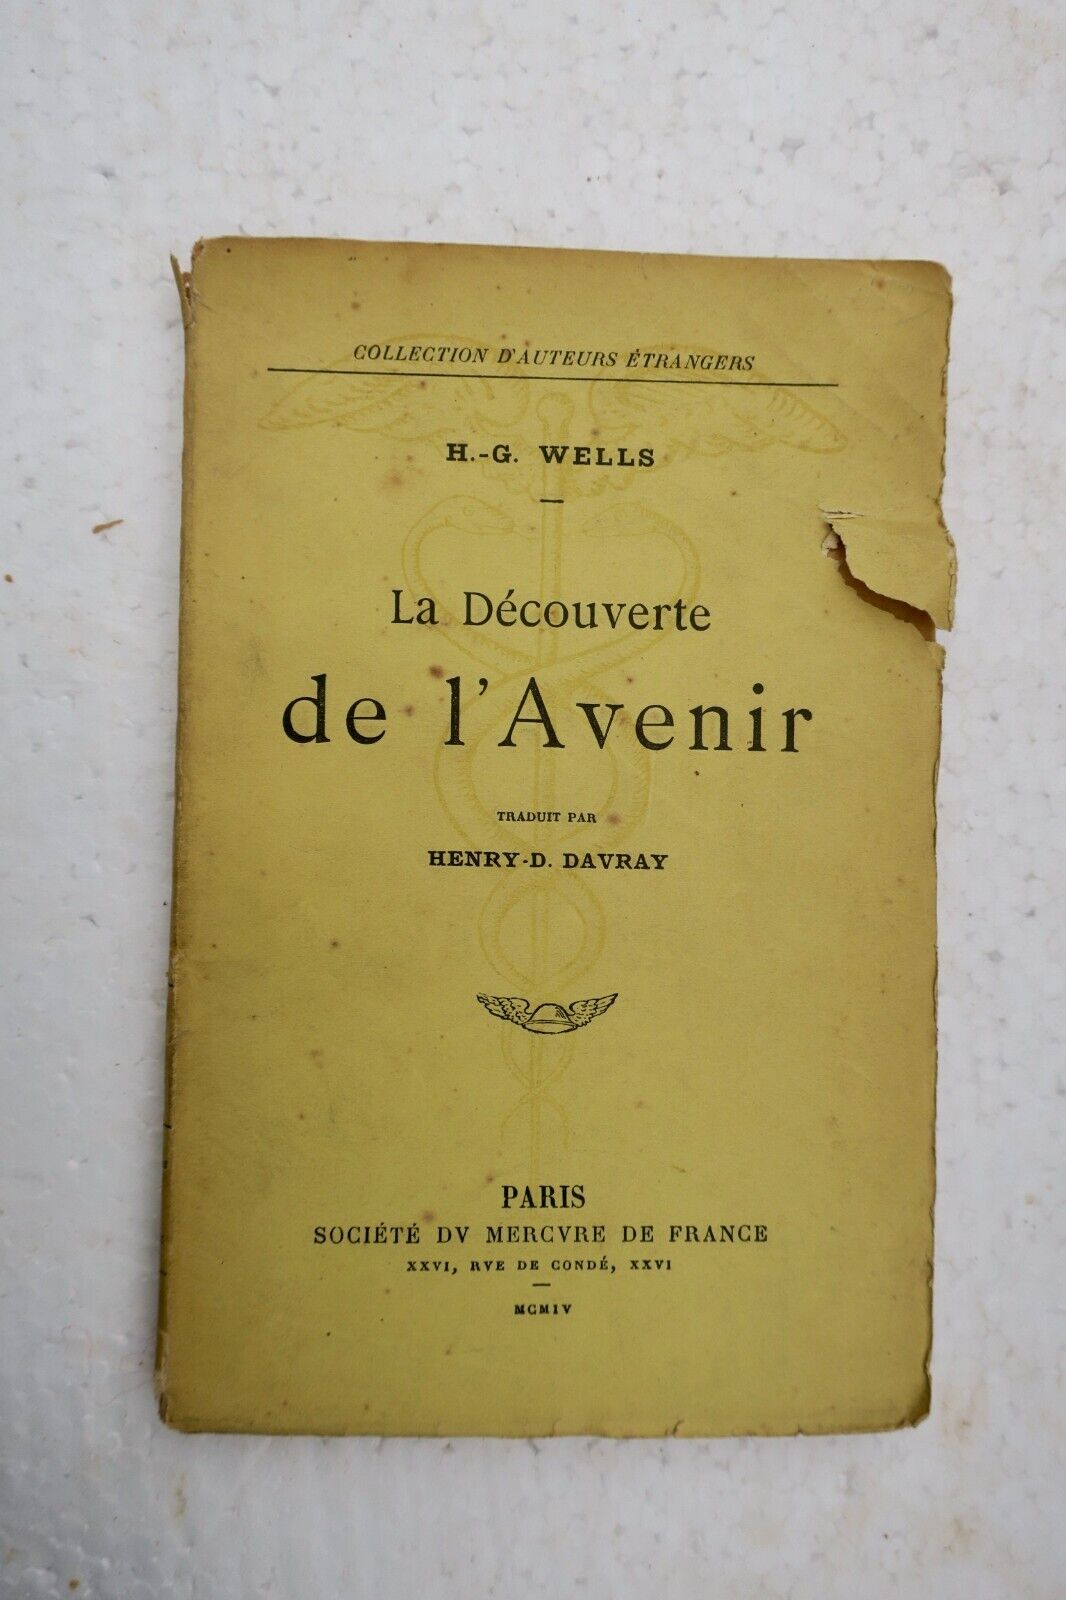 COLLECTION D'AUTEURS ÉTRANGERS
H.-G. WELLS
La Découverte
de l'Avenir
TRADUIT PAR
HENRY-D. DAVRAY
PARIS
SOCIÉTÉ DV MERCVRE DE FRANCE
XXVI, RVE DE CONDÉ, XXVI
MCMIV